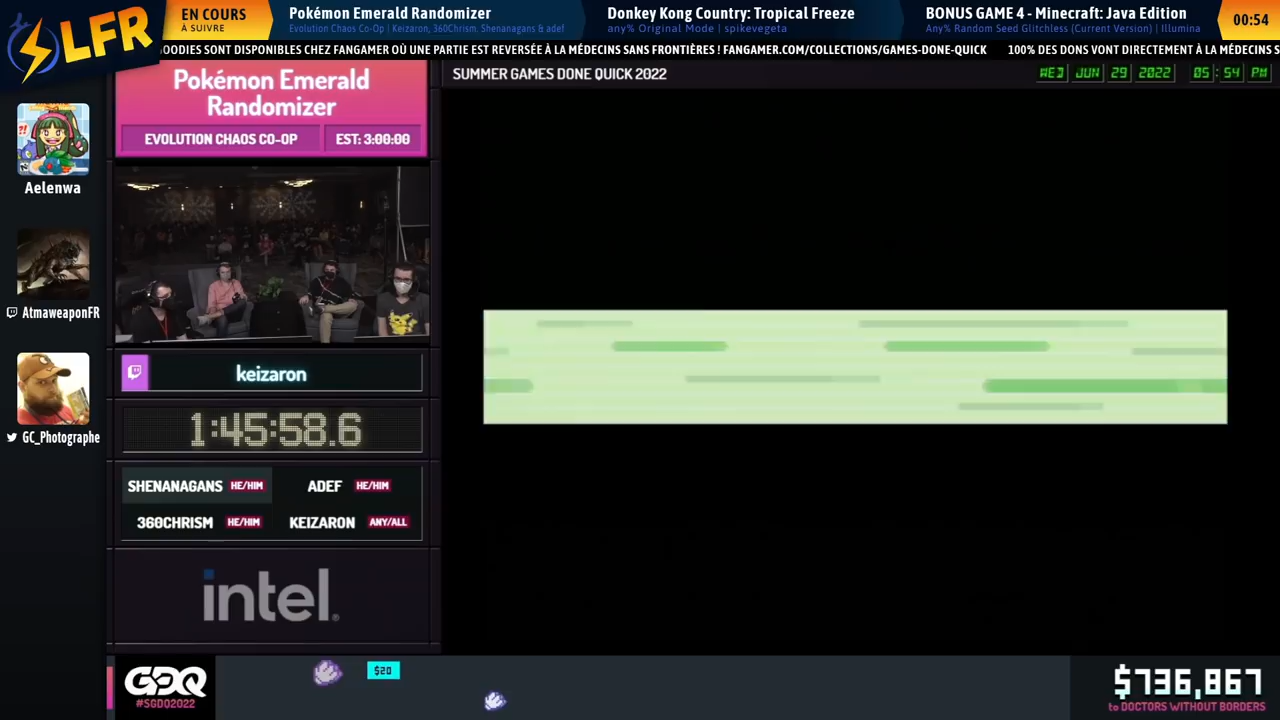 LFR
EN COURS
À SUIVRE
Pokémon Emerald Randomizer
Evolution Chaos Co-Op | Keizaron, 360Chrism, Shenanagans & adef
Donkey Kong Country: Tropical Freeze
any% Original Mode | spikevegeta
BONUS GAME 4 - Minecraft: Java Edition
Any% Random Seed Glitchless (Current Version) | Illumina
00:54
OODIES SONT DISPONIBLES CHEZ FANGAMER OÙ UNE PARTIE EST REVERSÉE À LA MÉDECINS SANS FRONTIÈRES ! FANGAMER.COM/COLLECTIONS/GAMES-DONE-QUICK 100% DES DONS VONT DIRECTEMENT À LA MÉDECINS S
Pokémon Emerald
Randomizer
EVOLUTION CHAOS CO-OP
EST: 3:00:00
SUMMER GAMES DONE QUICK 2022
WED JUN 29 2022 05:54 PM
Aelenwa
AtmaweaponFR
GC_Photographe
keizaron
1:45:58.6
SHENANAGANS HE/HIM
ADEF HE/HIM
360CHRISM HE/HIM
KEIZARON ANY/ALL
intel
GDQ
#SGDQ2022
$20
$736,867
to DOCTORS WITHOUT BORDERS